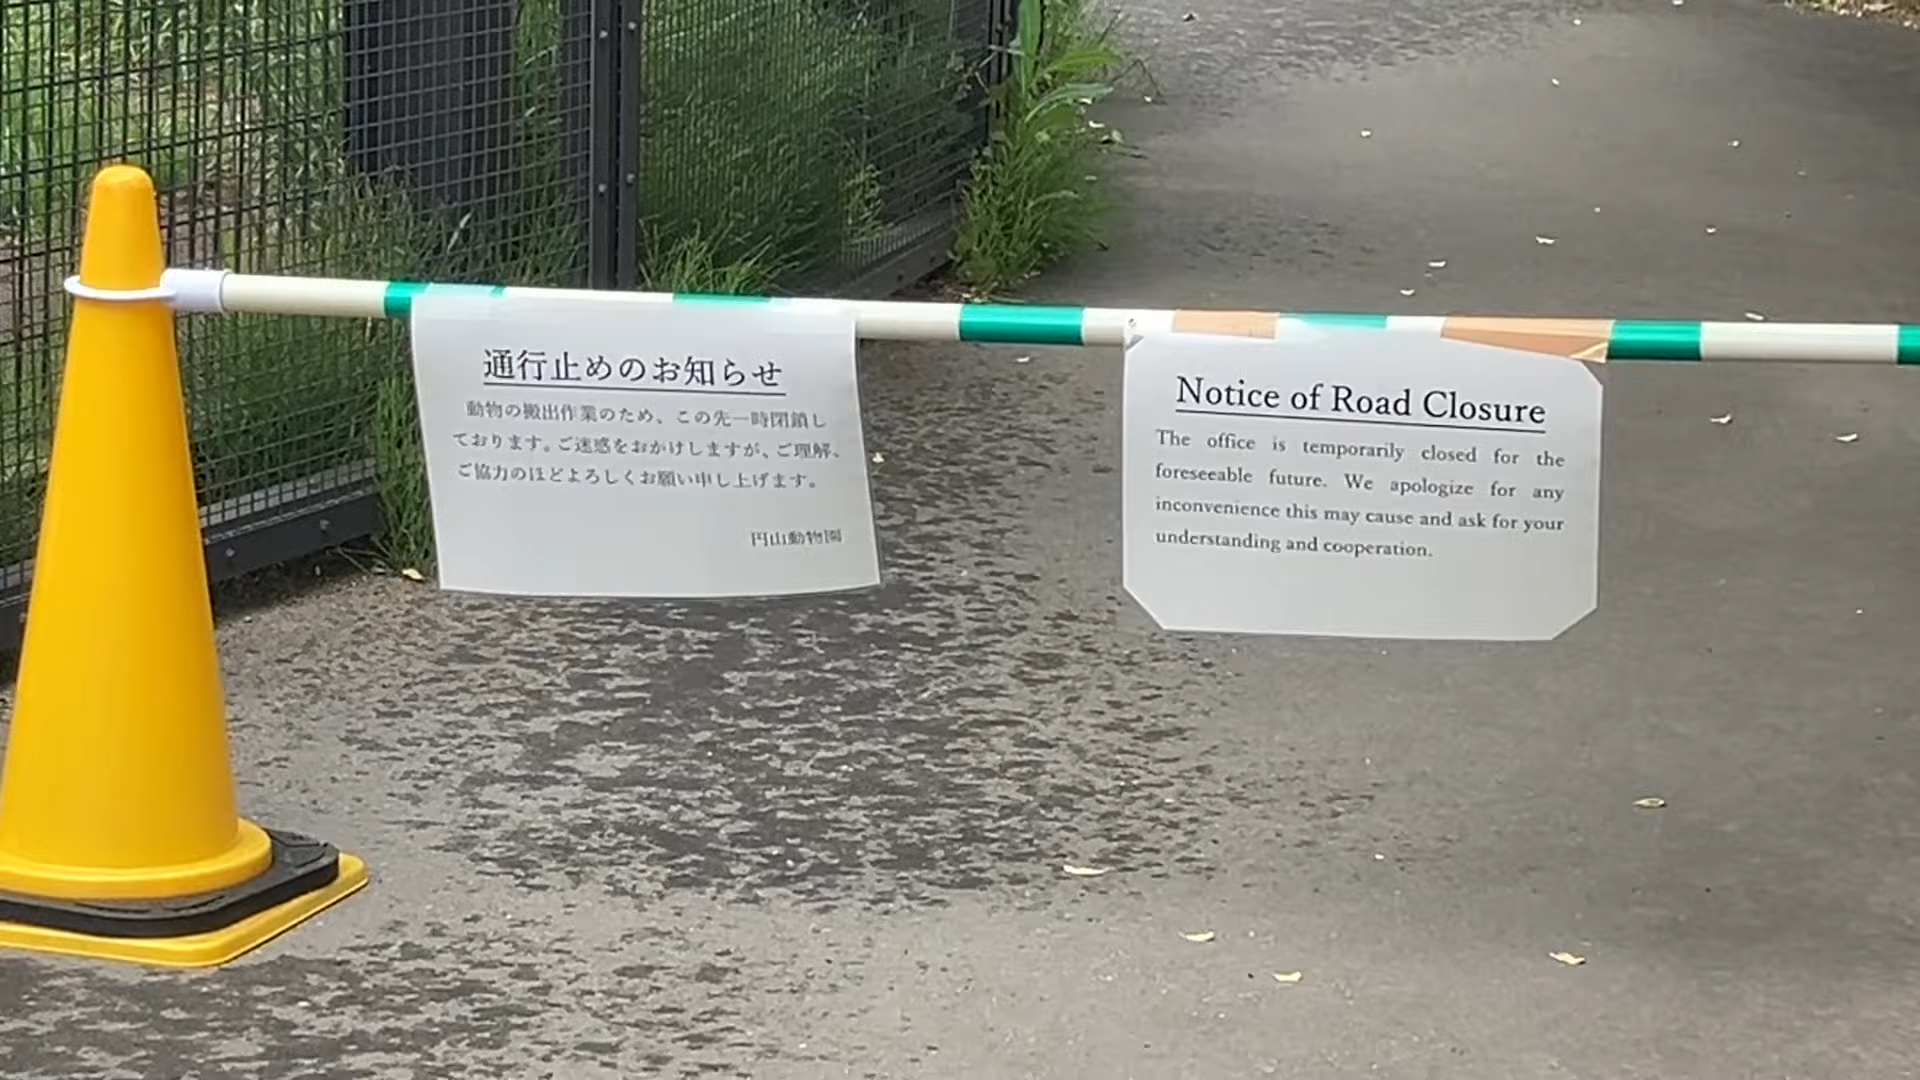 通行止めのお知らせ
動物の搬出作業のため、この先一時閉鎖し
ております。ご迷惑をおかけしますが、ご理解、
ご協力のほどよろしくお願い申し上げます。
円山動物園
Notice of Road Closure
The office is temporarily closed for the
foreseeable future. We apologize for any
inconvenience this may cause and ask for your
understanding and cooperation.